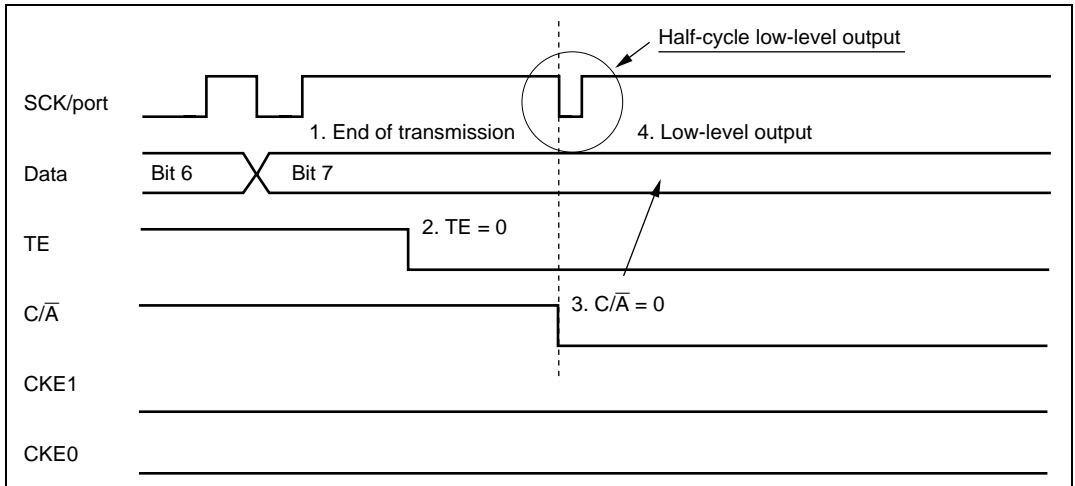 Half-cycle low-level output
SCK/port
1. End of transmission
4. Low-level output
Data
Bit 6
Bit 7
TE
2. TE = 0
C/A̅
3. C/A̅ = 0
CKE1
CKE0